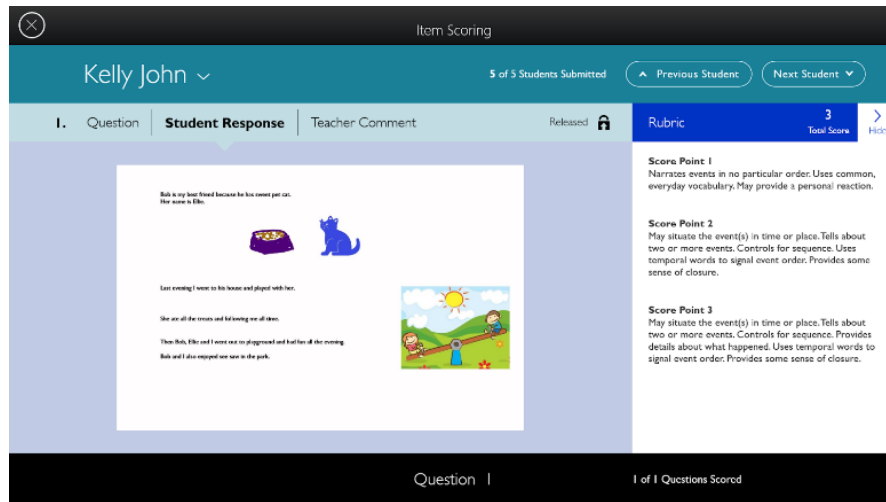 Item Scoring
Kelly John
5 of 5 Students Submitted
Previous Student
Next Student
1. Question
Student Response
Teacher Comment
Released
Rubric
3
Total Score
Hide
Bob is my best friend because he has sweet pet cat.
Her name is Ellie.
Last evening I went to his house and played with her.
She ate all the treats and following me all time.
Then Bob, Ellie and I went out to playground and had fun all the evening.
Bob and I also enjoyed see saw in the park.
Score Point 1
Narrates events in no particular order. Uses common,
everyday vocabulary. May provide a personal reaction.
Score Point 2
May situate the event(s) in time or place. Tells about
two or more events. Controls for sequence. Uses
temporal words to signal event order. Provides some
sense of closure.
Score Point 3
May situate the event(s) in time or place. Tells about
two or more events. Controls for sequence. Provides
details about what happened. Uses temporal words to
signal event order. Provides some sense of closure.
Question 1
1 of 1 Questions Scored